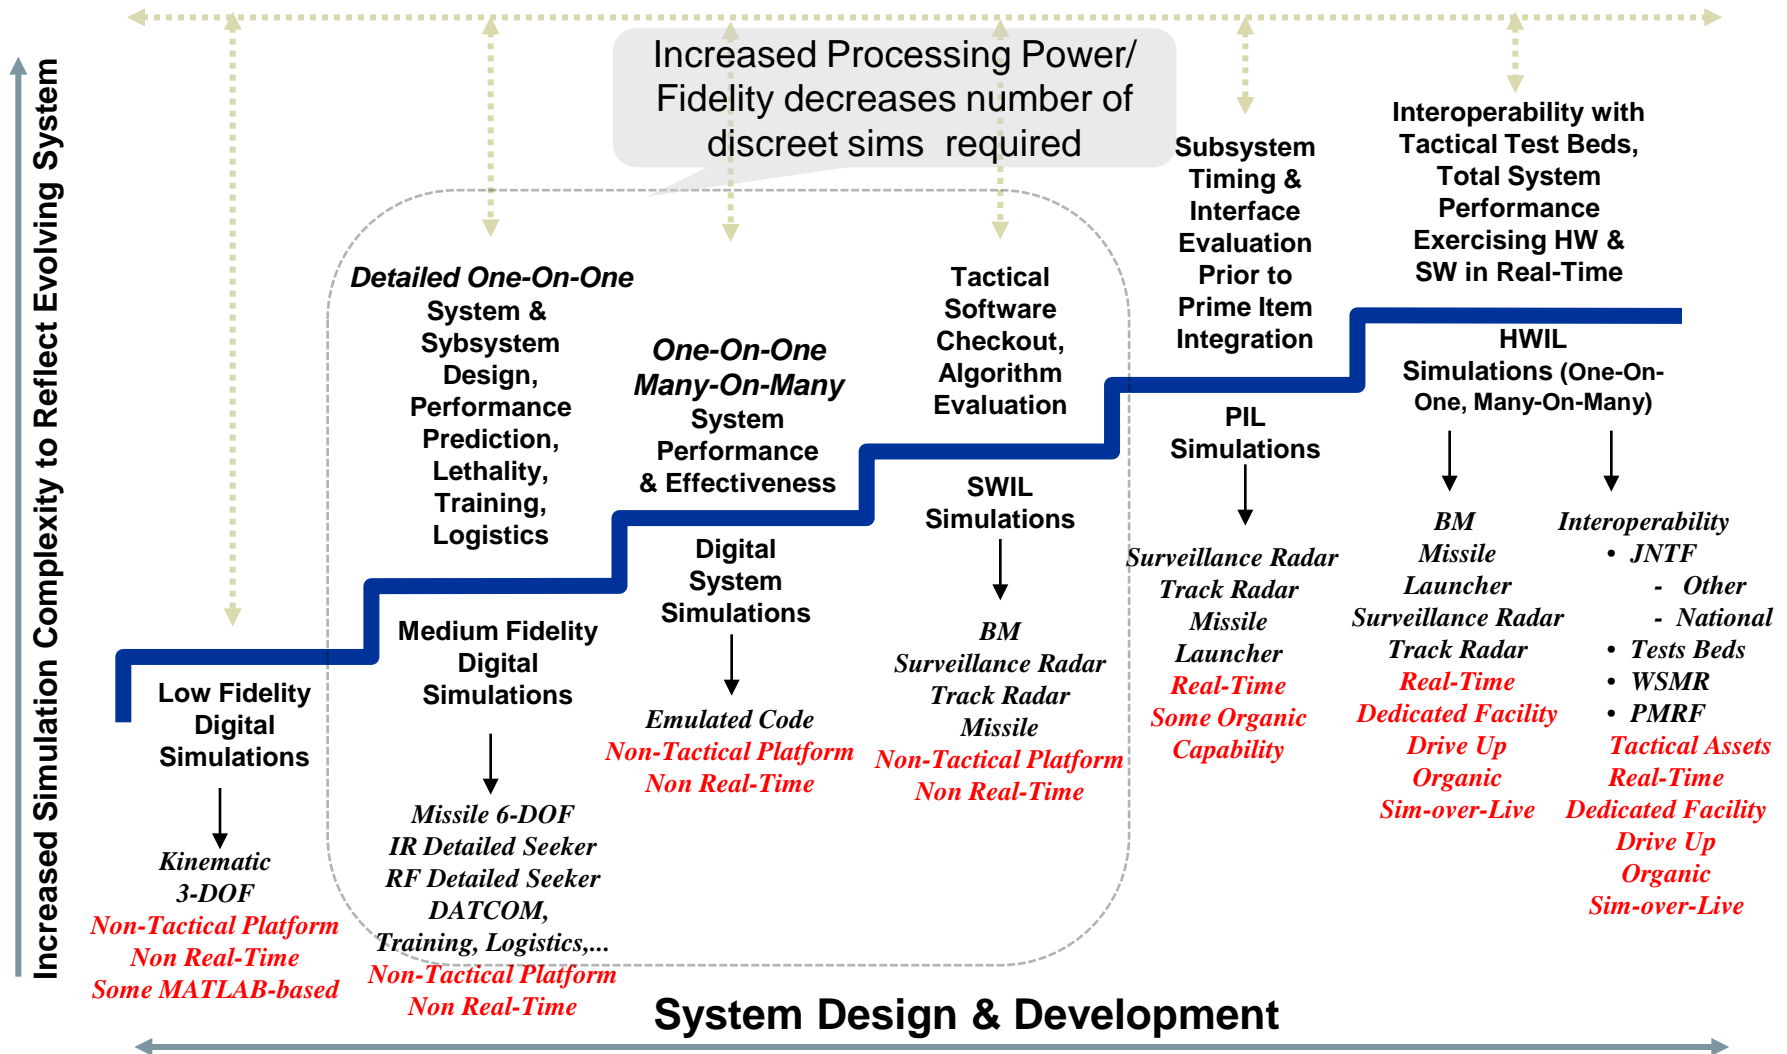 Increased Simulation Complexity to Reflect Evolving System
Increased Processing Power/
Fidelity decreases number of
discreet sims required
Low Fidelity
Digital
Simulations
Kinematic
3-DOF
Non-Tactical Platform
Non Real-Time
Some MATLAB-based
Detailed One-On-One
System &
Sybsystem
Design,
Performance
Prediction,
Lethality,
Training,
Logistics
Medium Fidelity
Digital
Simulations
Missile 6-DOF
IR Detailed Seeker
RF Detailed Seeker
DATCOM,
Training, Logistics,...
Non-Tactical Platform
Non Real-Time
One-On-One
Many-On-Many
System
Performance
& Effectiveness
Digital
System
Simulations
Emulated Code
Non-Tactical Platform
Non Real-Time
Tactical
Software
Checkout,
Algorithm
Evaluation
SWIL
Simulations
BM
Surveillance Radar
Track Radar
Missile
Non-Tactical Platform
Non Real-Time
Subsystem
Timing &
Interface
Evaluation
Prior to
Prime Item
Integration
PIL
Simulations
Surveillance Radar
Track Radar
Missile
Launcher
Real-Time
Some Organic
Capability
Interoperability with
Tactical Test Beds,
Total System
Performance
Exercising HW &
SW in Real-Time
HWIL
Simulations (One-On-
One, Many-On-Many)
BM
Missile
Launcher
Surveillance Radar
Track Radar
Real-Time
Dedicated Facility
Drive Up
Organic
Sim-over-Live
Interoperability
• JNTF
- Other
- National
• Tests Beds
• WSMR
• PMRF
Tactical Assets
Real-Time
Dedicated Facility
Drive Up
Organic
Sim-over-Live
System Design & Development